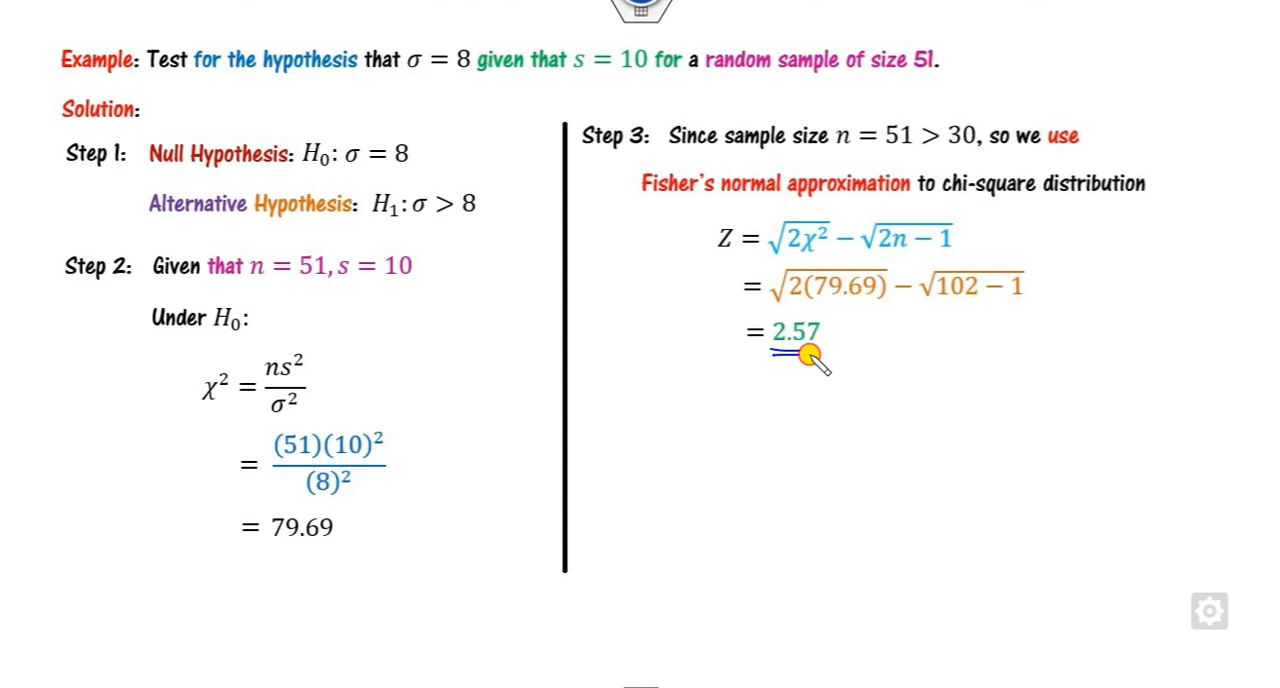 Example: Test for the hypothesis that σ = 8 given that s = 10 for a random sample of size 51.
Solution:
Step 1: Null Hypothesis: H₀: σ = 8
Alternative Hypothesis: H₁: σ > 8
Step 2: Given that n = 51, s = 10
Under H₀:
χ² = ns²/σ²
= (51)(10)²/(8)²
= 79.69
Step 3: Since sample size n = 51 > 30, so we use
Fisher's normal approximation to chi-square distribution
Z = √(2χ²) − √(2n − 1)
= √(2(79.69)) − √(102 − 1)
= 2.57